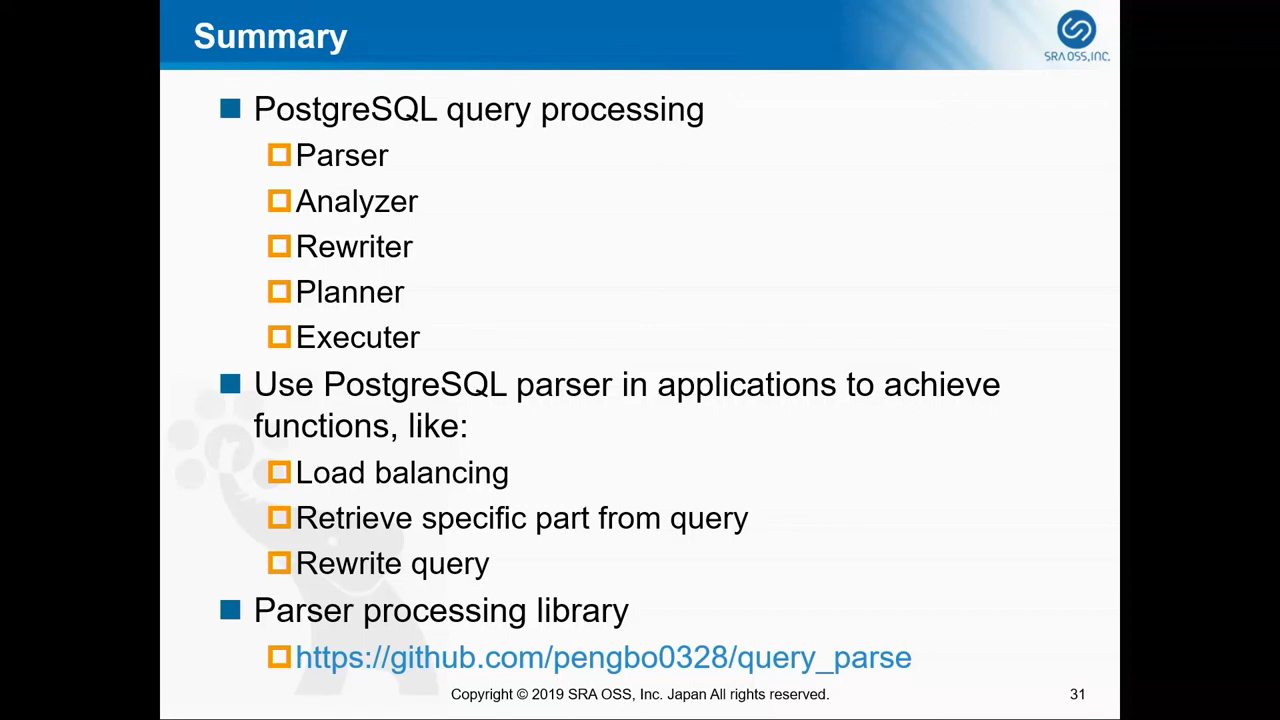 Summary
SRA OSS, INC.
PostgreSQL query processing
Parser
Analyzer
Rewriter
Planner
Executer
Use PostgreSQL parser in applications to achieve
functions, like:
Load balancing
Retrieve specific part from query
Rewrite query
Parser processing library
https://github.com/pengbo0328/query_parse
Copyright © 2019 SRA OSS, Inc. Japan All rights reserved.
31